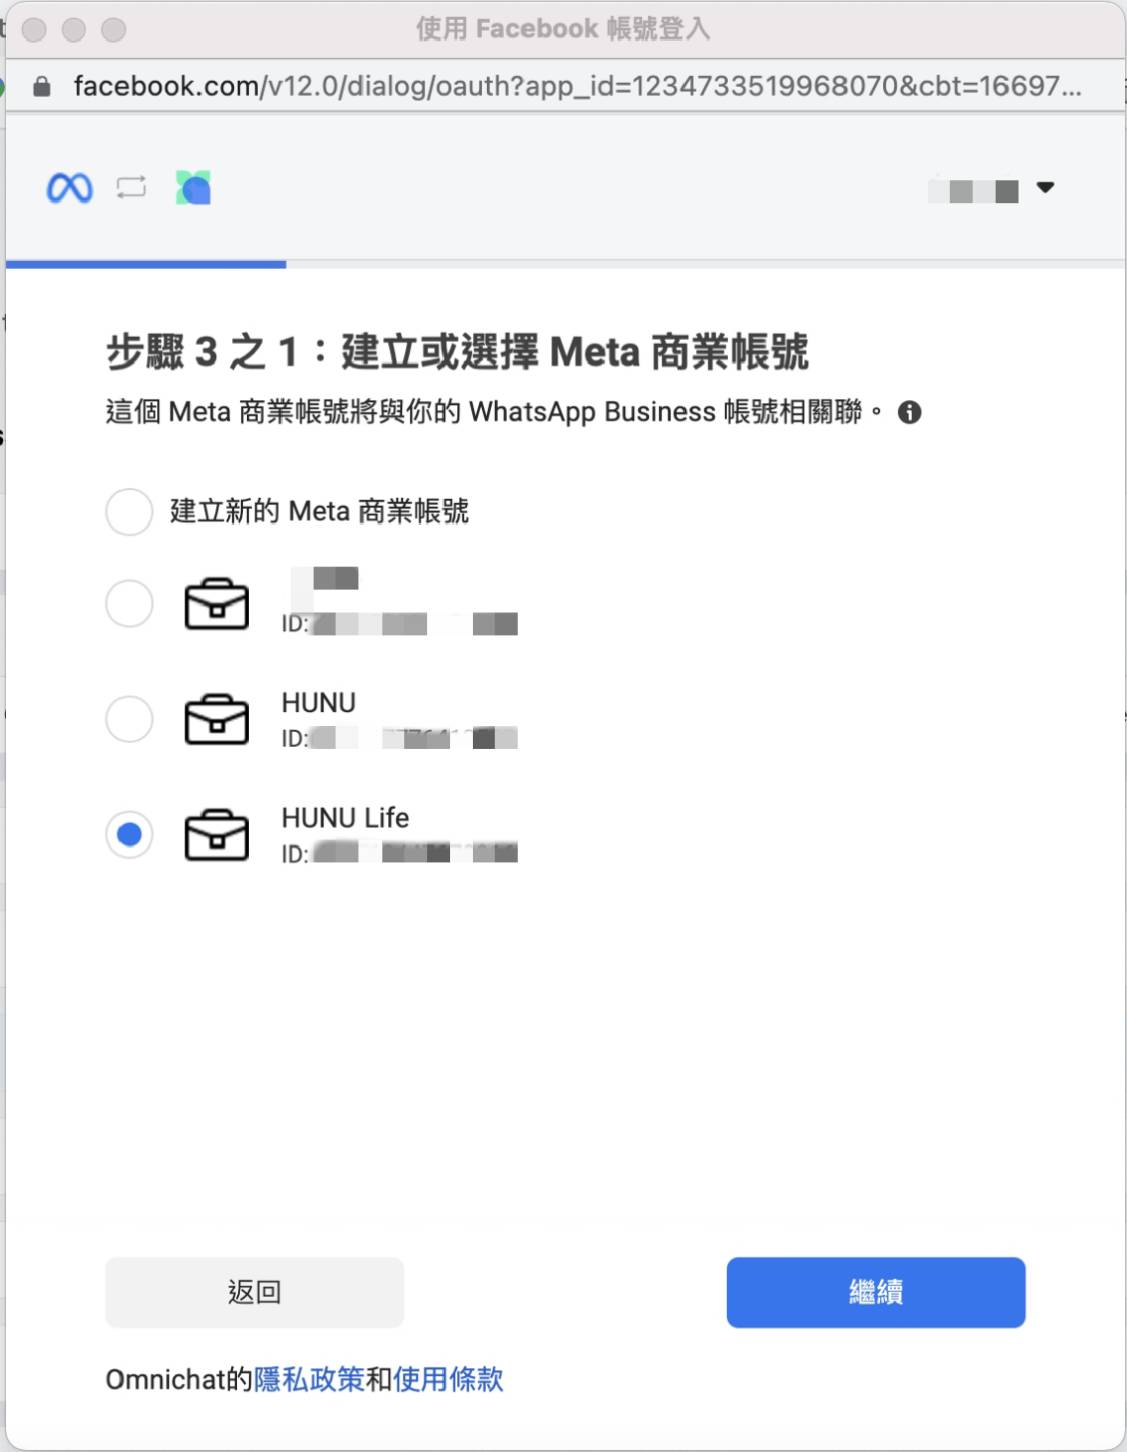 使用 Facebook 帳號登入
facebook.com/v12.0/dialog/oauth?app_id=1234733519968070&cbt=16697...
步驟 3 之 1：建立或選擇 Meta 商業帳號
這個 Meta 商業帳號將與你的 WhatsApp Business 帳號相關聯。
建立新的 Meta 商業帳號
ID:
HUNU
ID:
HUNU Life
ID:
返回
繼續
Omnichat的隱私政策和使用條款